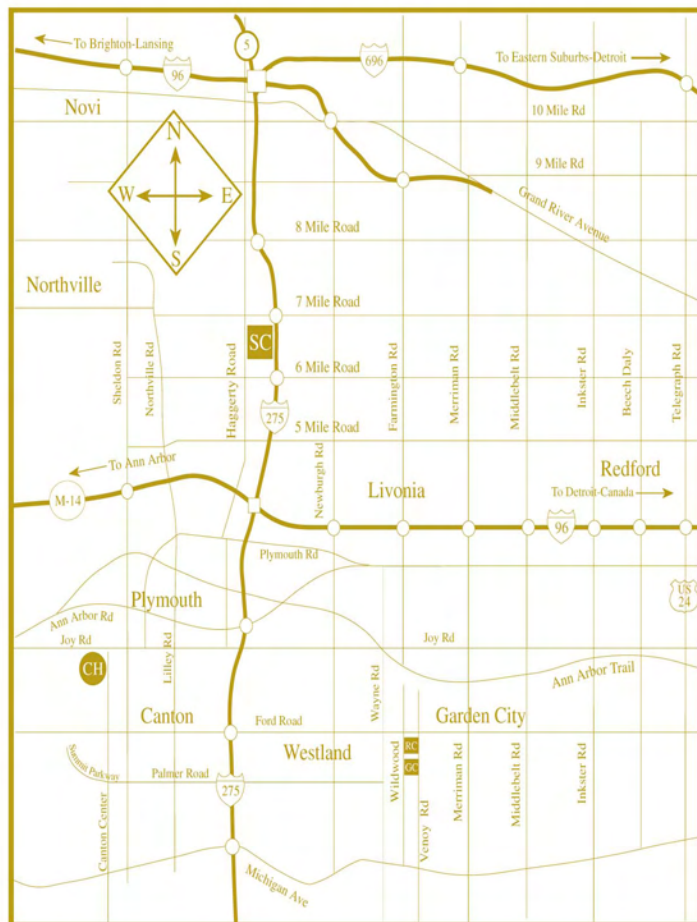 To Brighton-Lansing
5
96
696
To Eastern Suburbs-Detroit
Novi
10 Mile Rd
N
W
E
S
9 Mile Rd
Grand River Avenue
8 Mile Road
Northville
7 Mile Road
SC
Sheldon Rd
Northville Rd
Haggerty Road
6 Mile Road
Farmington Rd
Merriman Rd
Middlebelt Rd
Inkster Rd
Beech Daly
Telegraph Rd
275
5 Mile Road
To Ann Arbor
Newburgh Rd
Livonia
Redford
M-14
To Detroit-Canada
96
Plymouth Rd
Plymouth
US
24
Ann Arbor Rd
Joy Rd
Joy Rd
CH
Lilley Rd
Wayne Rd
Ann Arbor Trail
Canton
Ford Road
Garden City
Westland
RC
GC
Summit Parkway
Palmer Road
275
Canton Center
Wildwood
Venoy Rd
Merriman Rd
Middlebelt Rd
Inkster Rd
Michigan Ave